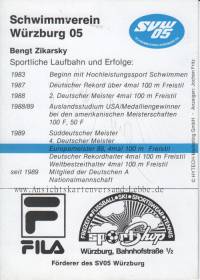 Schwimmverein
Würzburg 05
SVW
05
Bengt Zikarsky
Sportliche Laufbahn und Erfolge:
1983 Beginn mit Hochleistungssport Schwimmen
1987 Deutscher Rekord über 4mal 100 m Freistil
1988 2. Deutscher Meister 4mal 100 m Freistil
1988/89 Auslandsstudium USA/Medaillengewinner
bei den amerikanischen Meisterschaften
100 F, 50 F
1989 Süddeutscher Meister
4. Deutscher Meister
Europameister 89, 4mal 100 m Freistil
Deutscher Rekordhalter 4mal 100 m Freistil
Weltbestzeithalter 4mal 100 m Freistil
seit 1989 Mitglied der Deutschen A
Nationalmannschaft
www.Ansichtskartenversand-Lebbe.de
FILA
Würzburg, Bahnhofstraße ½
Förderer des SV05 Würzburg